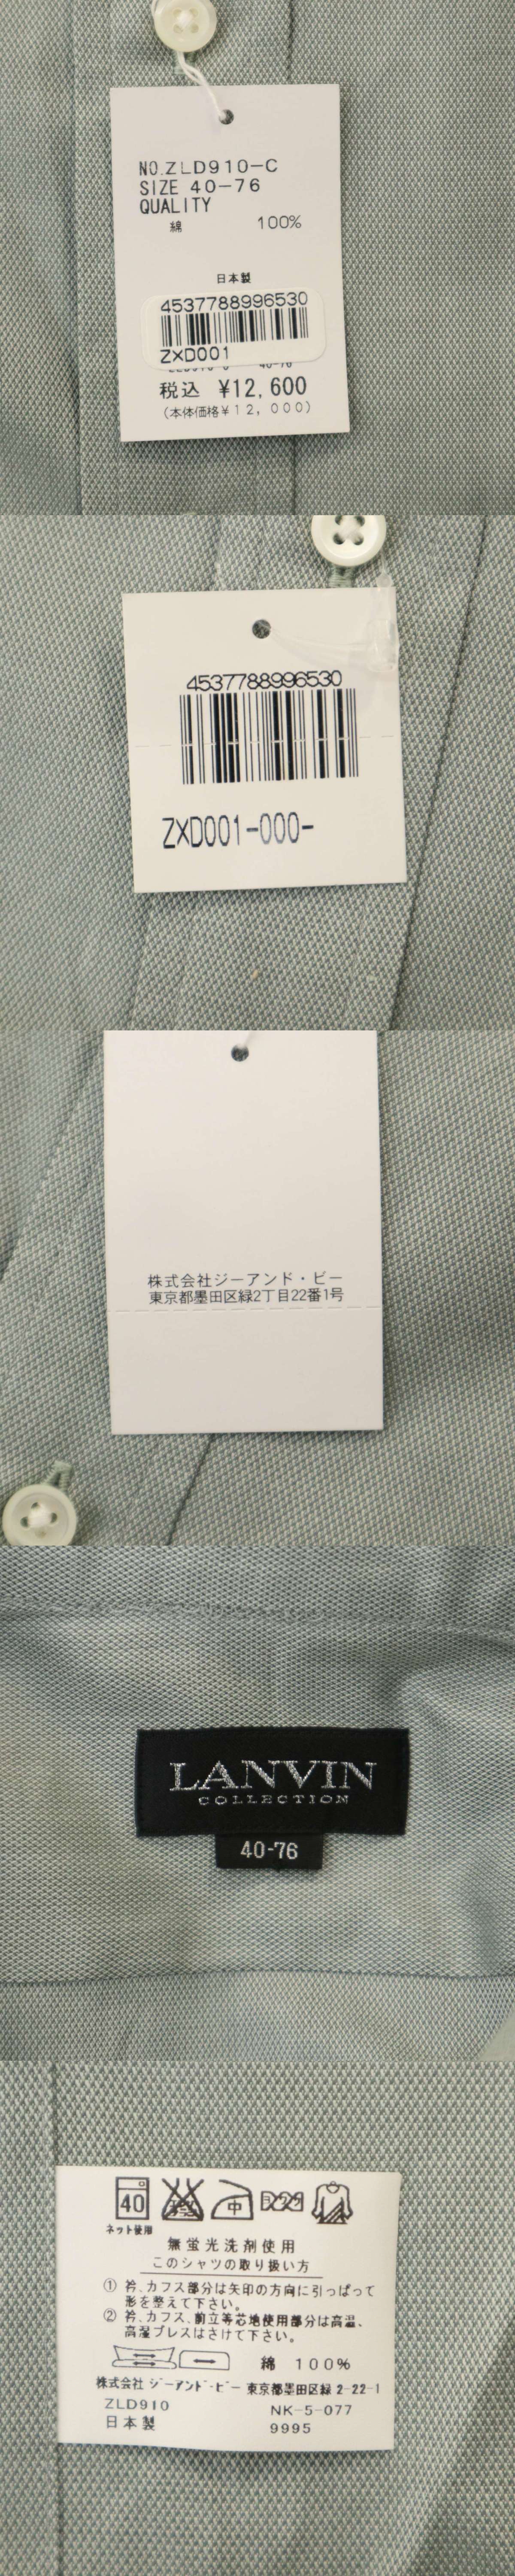 NO.ZLD910-C
SIZE 40-76
QUALITY
綿 100%
日本製
4537788996530
ZXD001
税込 ¥12,600
(本体価格¥12,000)
4537788996530
ZXD001-000-
株式会社ジーアンド・ビー
東京都墨田区緑2丁目22番1号
LANVIN
COLLECTION
40-76
40 中
ネット使用
無蛍光洗剤使用
このシャツの取り扱い方
① 衿、カフス部分は矢印の方向に引っぱって
形を整えて下さい。
② 衿、カフス、前立等芯地使用部分は高温、
高湿プレスはさけて下さい。
綿 100%
株式会社 ジーアンド・ビー 東京都墨田区緑 2-22-1
ZLD910 NK-5-077
日本製 9995